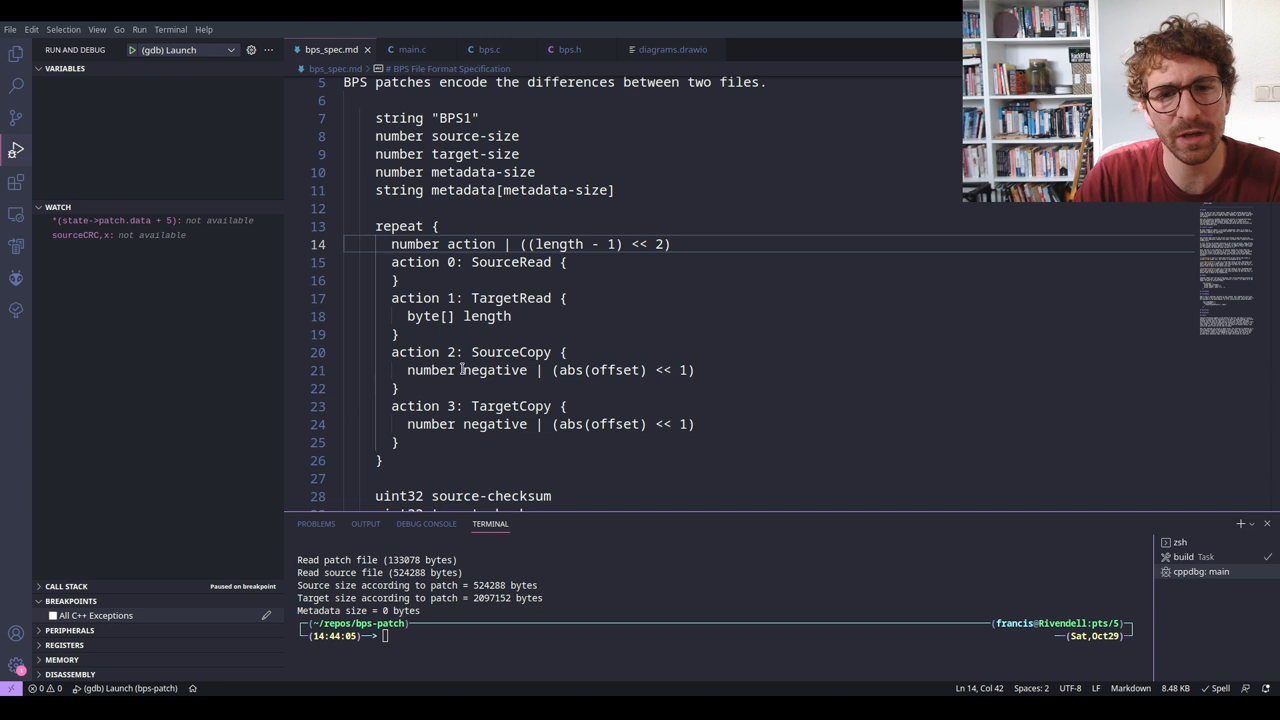 File Edit Selection View Go Run Terminal Help
RUN AND DEBUG (gdb) Launch
bps_spec.md main.c bps.c bps.h diagrams.drawio
VARIABLES
bps_spec.md > # BPS File Format Specification
5 BPS patches encode the differences between two files.
6
7 string "BPS1"
8 number source-size
9 number target-size
10 number metadata-size
11 string metadata[metadata-size]
12
13 repeat {
14 number action | ((length - 1) << 2)
15 action 0: SourceRead {
16 }
17 action 1: TargetRead {
18 byte[] length
19 }
20 action 2: SourceCopy {
21 number negative | (abs(offset) << 1)
22 }
23 action 3: TargetCopy {
24 number negative | (abs(offset) << 1)
25 }
26 }
27
28 uint32 source-checksum
WATCH
*(state->patch.data + 5): not available
sourceCRC,x: not available
CALL STACK Paused on breakpoint
BREAKPOINTS
All C++ Exceptions
PERIPHERALS
REGISTERS
MEMORY
DISASSEMBLY
PROBLEMS OUTPUT DEBUG CONSOLE TERMINAL
Read patch file (133078 bytes)
Read source file (524288 bytes)
Source size according to patch = 524288 bytes
Target size according to patch = 2097152 bytes
Metadata size = 0 bytes
(~/repos/bps-patch) (francis@Rivendell:pts/5)
(14:44:05)-> (Sat,Oct29)
zsh
build Task
cppdbg: main
0 0 (gdb) Launch (bps-patch) Ln 14, Col 42 Spaces: 2 UTF-8 LF Markdown 8.48 KB Spell